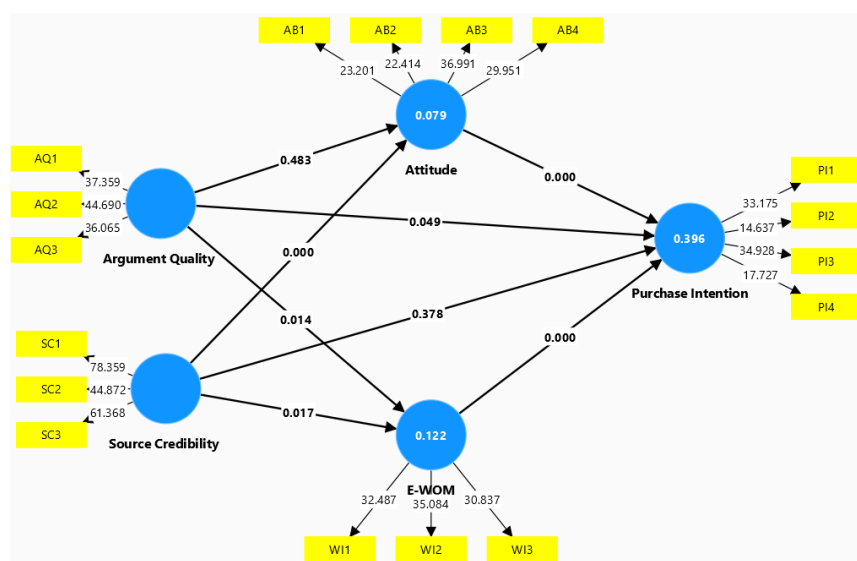 AB1 AB2 AB3 AB4
23.201 22.414 36.991 29.951
0.079
Attitude
AQ1
AQ2
AQ3
37.359
44.690
36.065
Argument Quality
0.483
0.049
0.000
0.014
0.000
0.378
0.017
0.000
SC1
SC2
SC3
78.359
44.872
61.368
Source Credibility
0.396
Purchase Intention
33.175
14.637
34.928
17.727
PI1
PI2
PI3
PI4
0.122
E-WOM
32.487 35.084 30.837
WI1 WI2 WI3